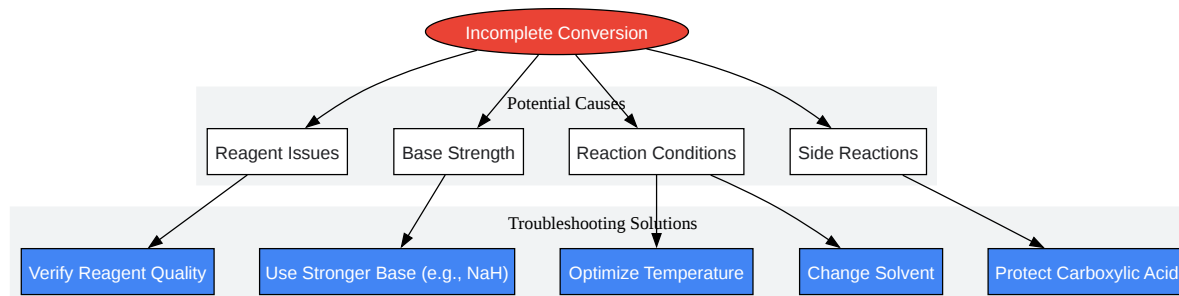 Incomplete Conversion
Potential Causes
Reagent Issues
Base Strength
Reaction Conditions
Side Reactions
Troubleshooting Solutions
Verify Reagent Quality
Use Stronger Base (e.g., NaH)
Optimize Temperature
Change Solvent
Protect Carboxylic Acid